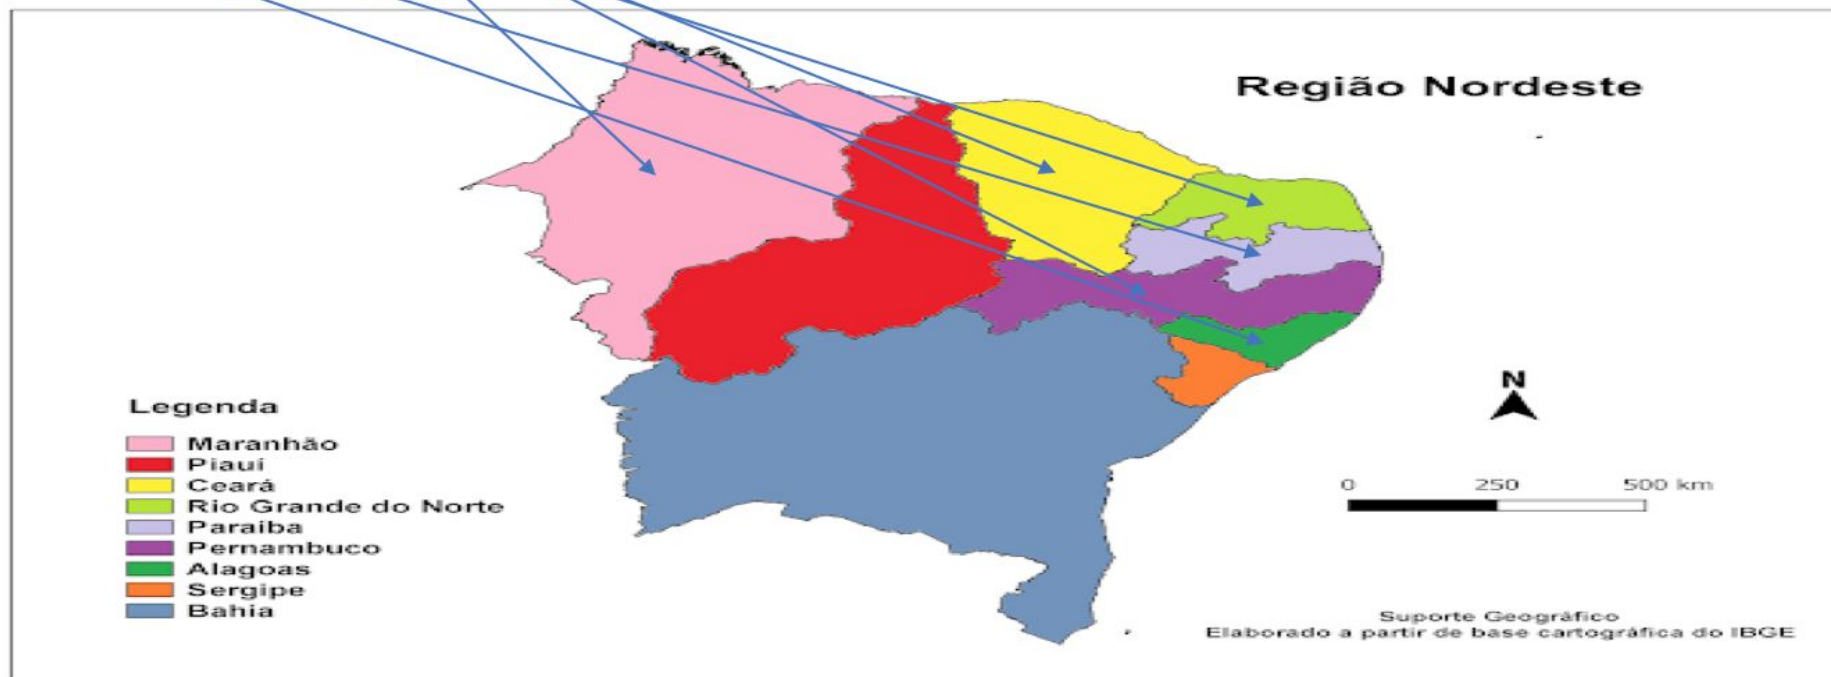 Região Nordeste
Legenda
Maranhão
Piauí
Ceará
Rio Grande do Norte
Paraiba
Pernambuco
Alagoas
Sergipe
Bahia
N
0 250 500 km
Suporte Geográfico
Elaborado a partir de base cartográfica do IBGE